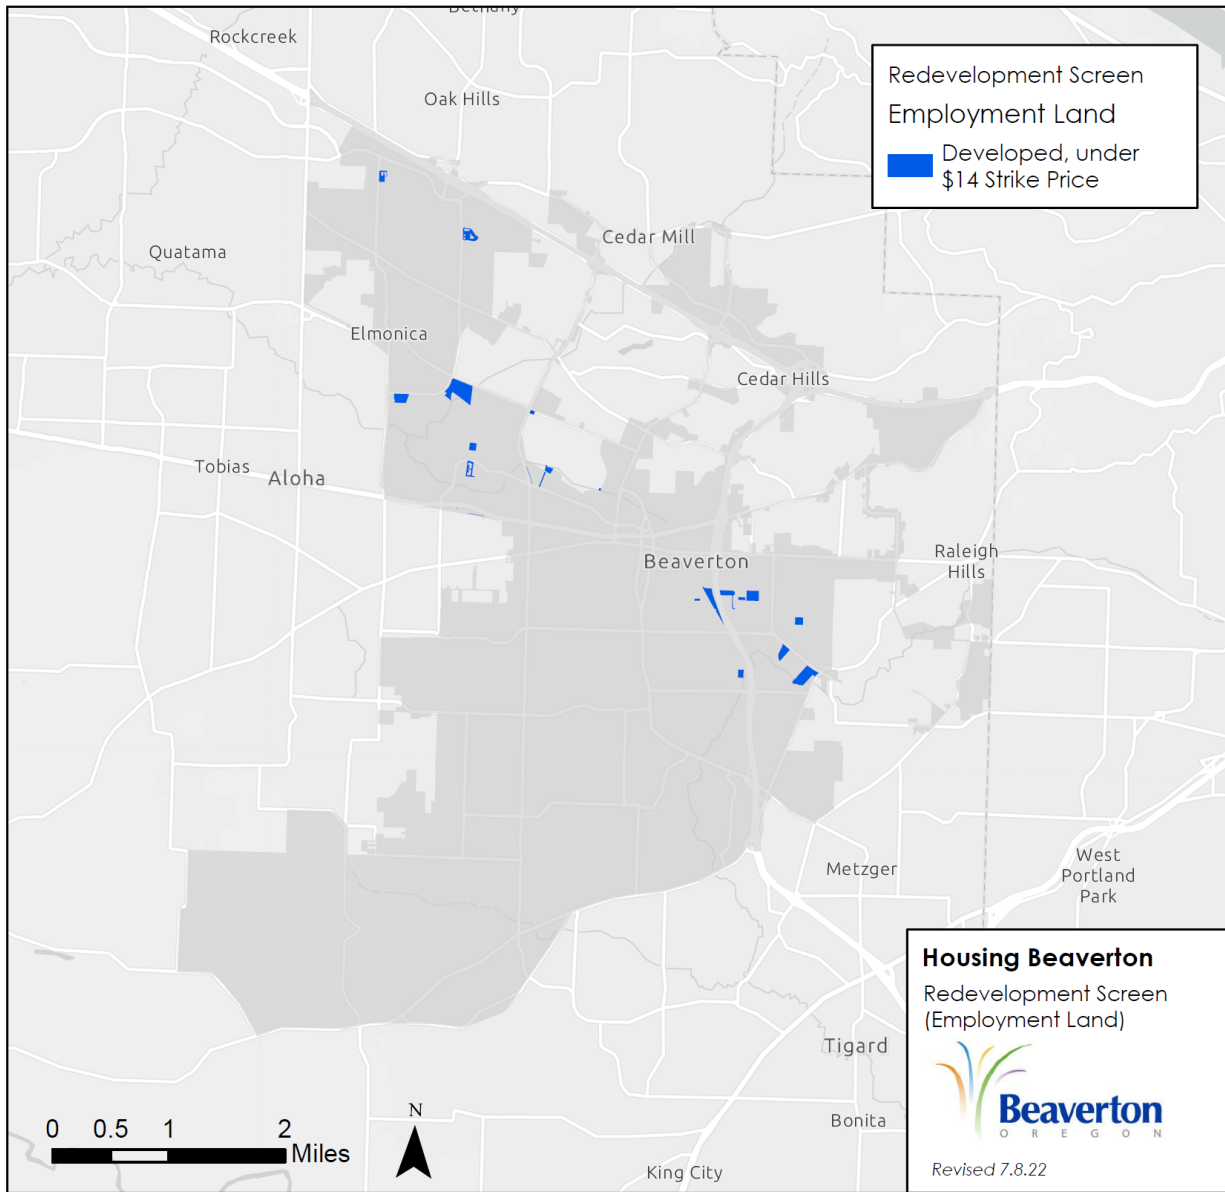 Bethany
Rockcreek
Oak Hills
Redevelopment Screen
Employment Land
Developed, under
$14 Strike Price
Quatama
Cedar Mill
Elmonica
Cedar Hills
Tobias
Aloha
Beaverton
Raleigh
Hills
Metzger
West
Portland
Park
Housing Beaverton
Redevelopment Screen
(Employment Land)
Tigard
Beaverton
OREGON
Bonita
King City
Revised 7.8.22
N
0 0.5 1 2
Miles